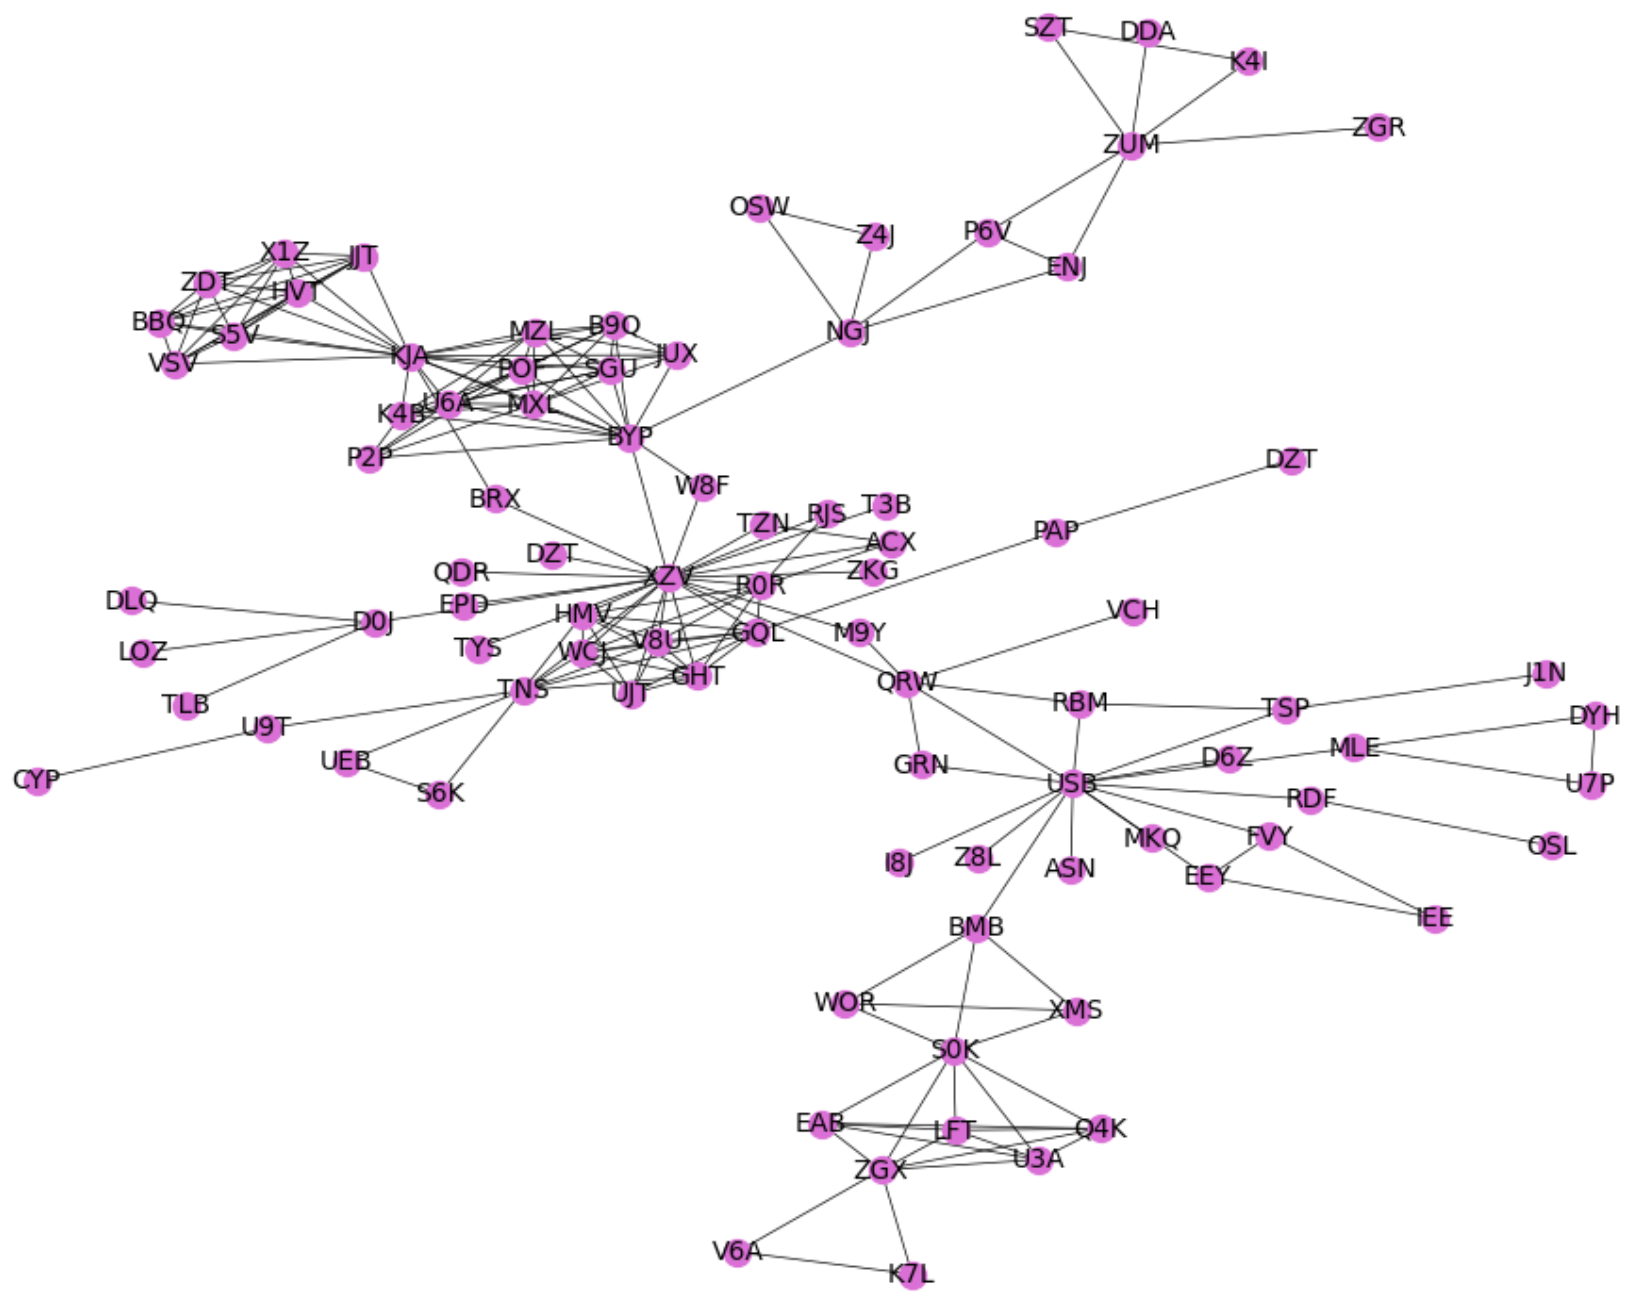 SZT
DDA
K4I
ZGR
ZUM
OSW
Z4J
P6V
ENJ
X1Z
JJT
ZDT
HVT
BBQ
S5V
VSV
NGJ
MZL
B9Q
KJA
JUX
POF
SGU
K4B
U6A
MXL
BYP
P2P
DZT
BRX
W8F
T3B
TZN
RJS
PAP
ACX
DZT
QDR
XZV
R0R
ZKG
DLQ
EPD
HMV
VCH
D0J
LOZ
TYS
WCJ
V8U
GQL
M9Y
TNS
UJT
GHT
QRW
J1N
TLB
RBM
TSP
DYH
U9T
UEB
CYP
S6K
GRN
USB
D6Z
MLE
U7P
RDF
I8J
Z8L
ASN
MKQ
FVY
OSL
EEY
IEE
BMB
WOR
XMS
S0K
EAB
LFT
Q4K
ZGX
U3A
V6A
K7L